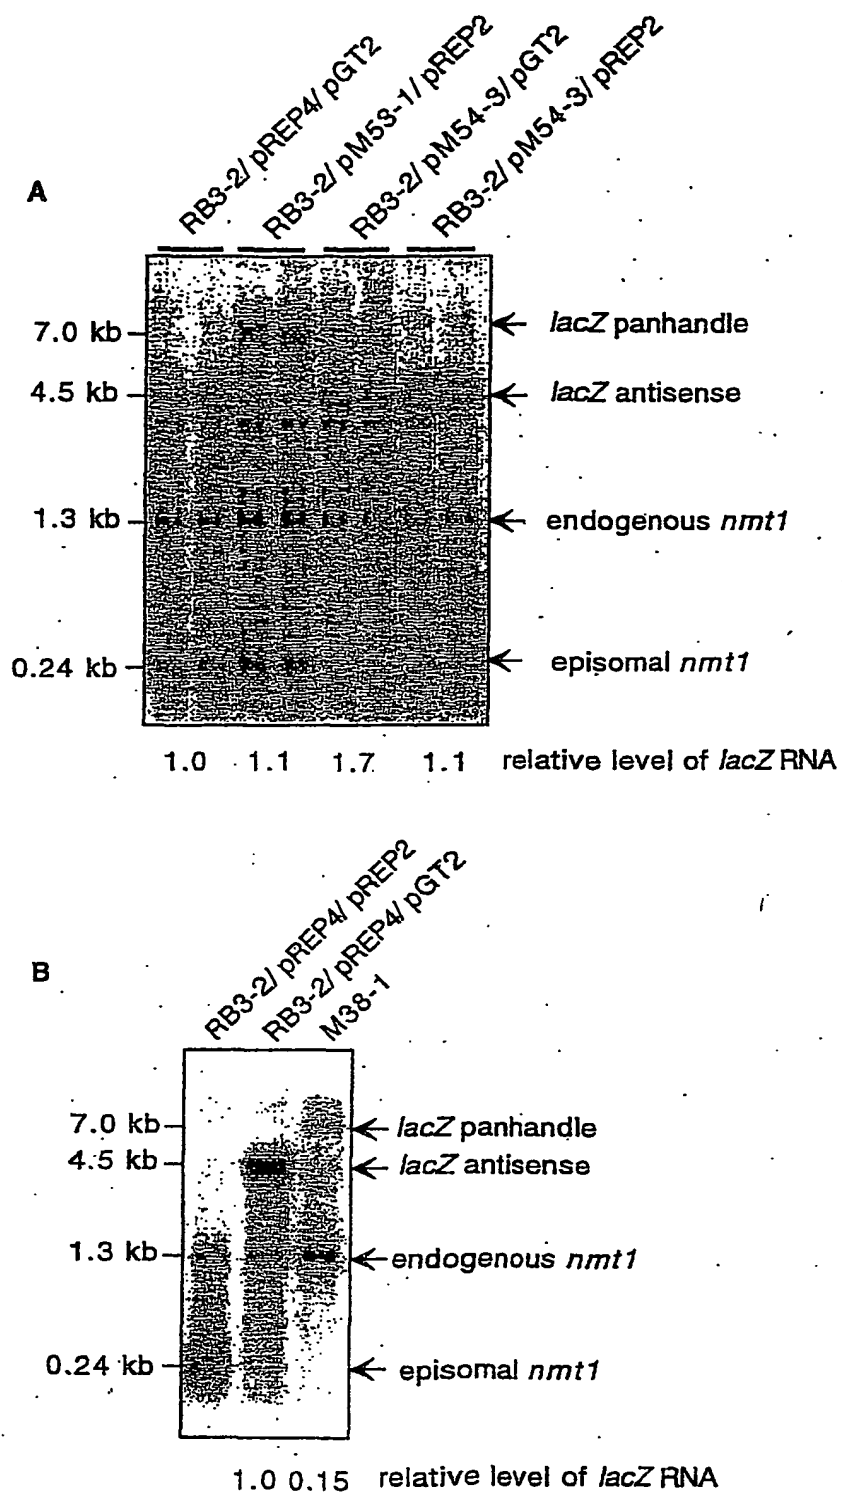 A
RB3-2/ pREP4/ pGT2
RB3-2/ pM53-1/ pREP2
RB3-2/ pM54-3/ pGT2
RB3-2/ pM54-3/ pREP2
7.0 kb
lacZ panhandle
4.5 kb
lacZ antisense
1.3 kb
endogenous nmt1
0.24 kb
episomal nmt1
1.0 1.1 1.7 1.1 relative level of lacZ RNA
B
RB3-2/ pREP4/ pREP2
RB3-2/ pREP4/ pGT2
M38-1
7.0 kb
lacZ panhandle
4.5 kb
lacZ antisense
1.3 kb
endogenous nmt1
0.24 kb
episomal nmt1
1.0 0.15 relative level of lacZ RNA